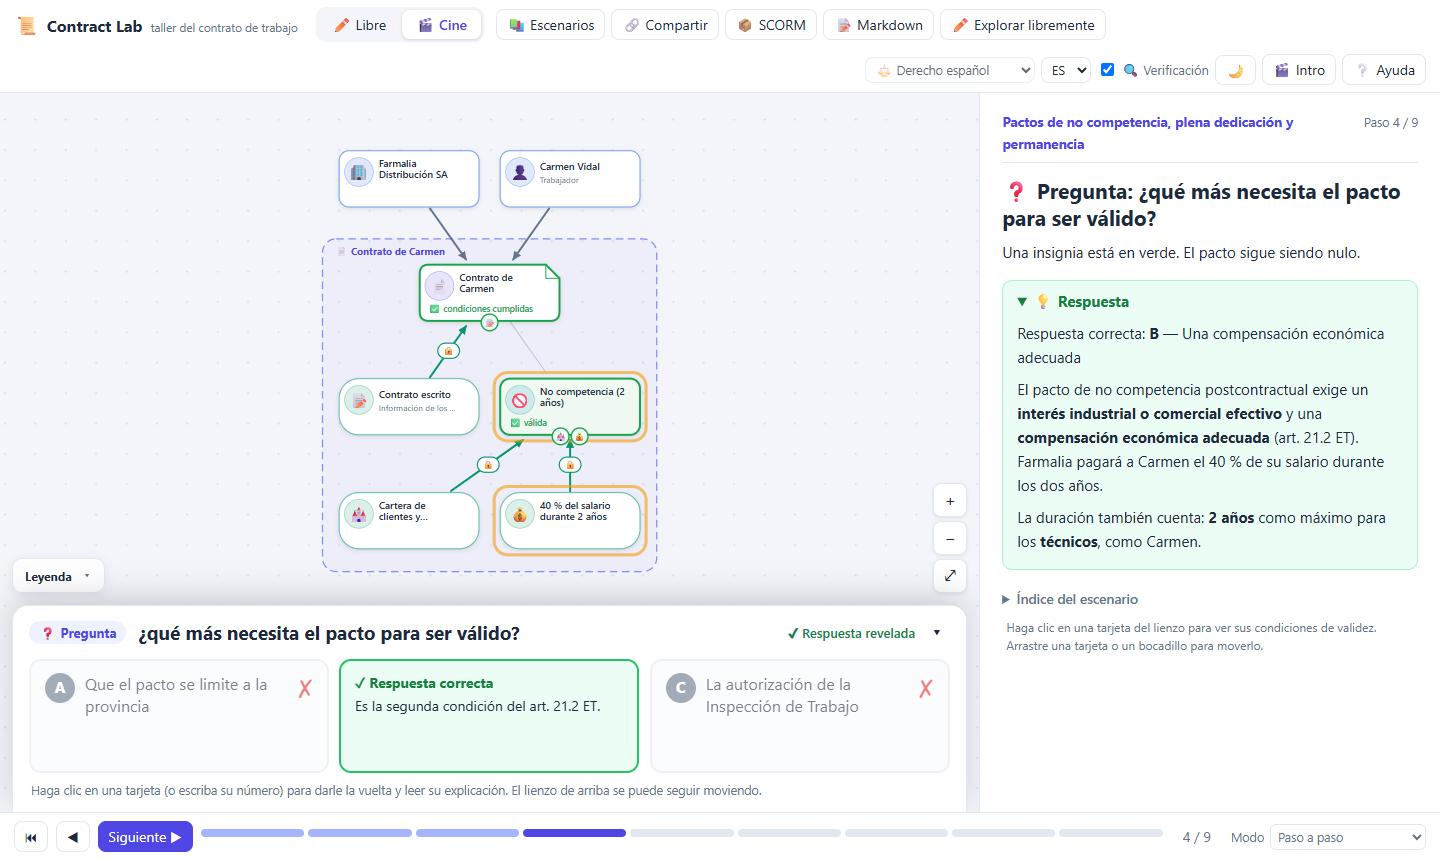 Contract Lab taller del contrato de trabajo
Libre
Cine
Escenarios
Compartir
SCORM
Markdown
Explorar libremente
Derecho español
ES
Verificación
Intro
Ayuda
Farmalia
Distribución SA
Carmen Vidal
Trabajador
Contrato de Carmen
Contrato de
Carmen
✅ condiciones cumplidas
Contrato escrito
Información de los ...
No competencia (2
años)
✅ válida
Cartera de
clientes y...
40 % del salario
durante 2 años
+
−
Leyenda
Pregunta
¿qué más necesita el pacto para ser válido?
✓ Respuesta revelada
A
Que el pacto se limite a la
provincia
✗
✓ Respuesta correcta
Es la segunda condición del art. 21.2 ET.
C
La autorización de la
Inspección de Trabajo
✗
Haga clic en una tarjeta (o escriba su número) para darle la vuelta y leer su explicación. El lienzo de arriba se puede seguir moviendo.
Pactos de no competencia, plena dedicación y
permanencia
Paso 4 / 9
❓ Pregunta: ¿qué más necesita el pacto
para ser válido?
Una insignia está en verde. El pacto sigue siendo nulo.
▼ Respuesta
Respuesta correcta: B — Una compensación económica
adecuada
El pacto de no competencia postcontractual exige un
interés industrial o comercial efectivo y una
compensación económica adecuada (art. 21.2 ET).
Farmalia pagará a Carmen el 40 % de su salario durante
los dos años.
La duración también cuenta: 2 años como máximo para
los técnicos, como Carmen.
▶ Índice del escenario
Haga clic en una tarjeta del lienzo para ver sus condiciones de validez.
Arrastre una tarjeta o un bocadillo para moverlo.
Siguiente ▶
4 / 9
Modo
Paso a paso